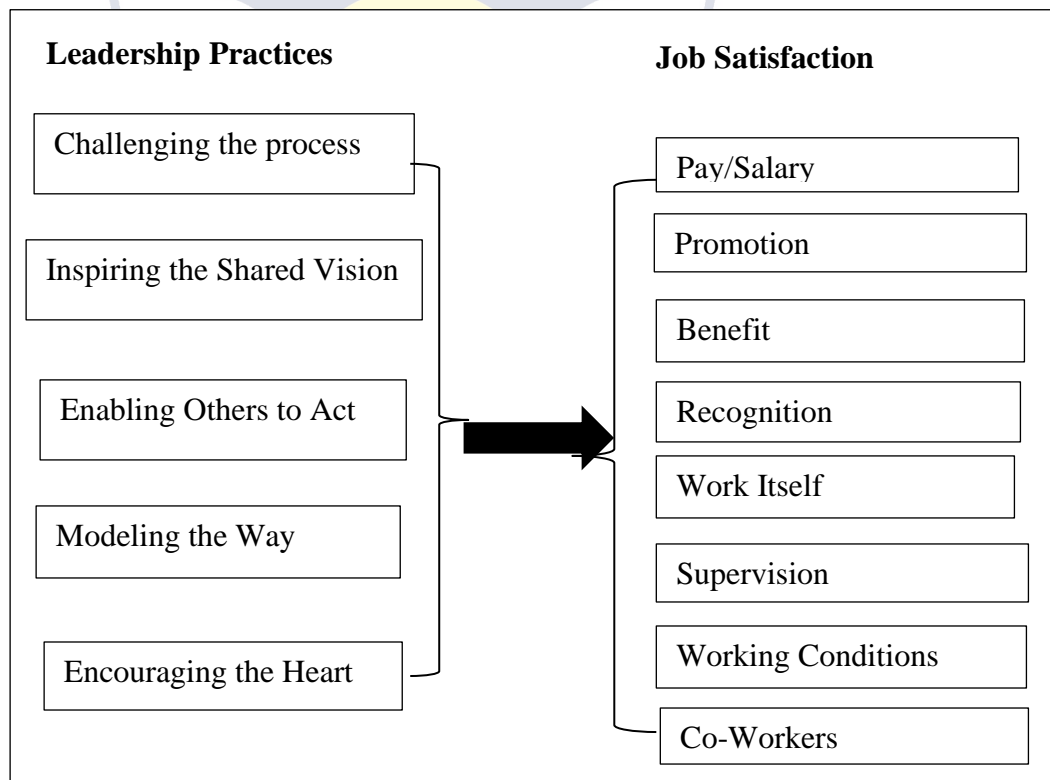 Leadership Practices
Challenging the process
Inspiring the Shared Vision
Enabling Others to Act
Modeling the Way
Encouraging the Heart
Job Satisfaction
Pay/Salary
Promotion
Benefit
Recognition
Work Itself
Supervision
Working Conditions
Co-Workers